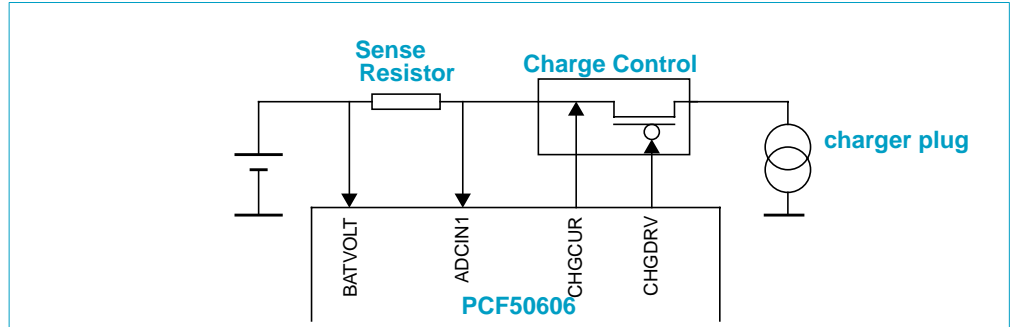 Sense
Resistor
Charge Control
charger plug
BATVOLT
ADCIN1
CHGCUR
CHGDRV
PCF50606